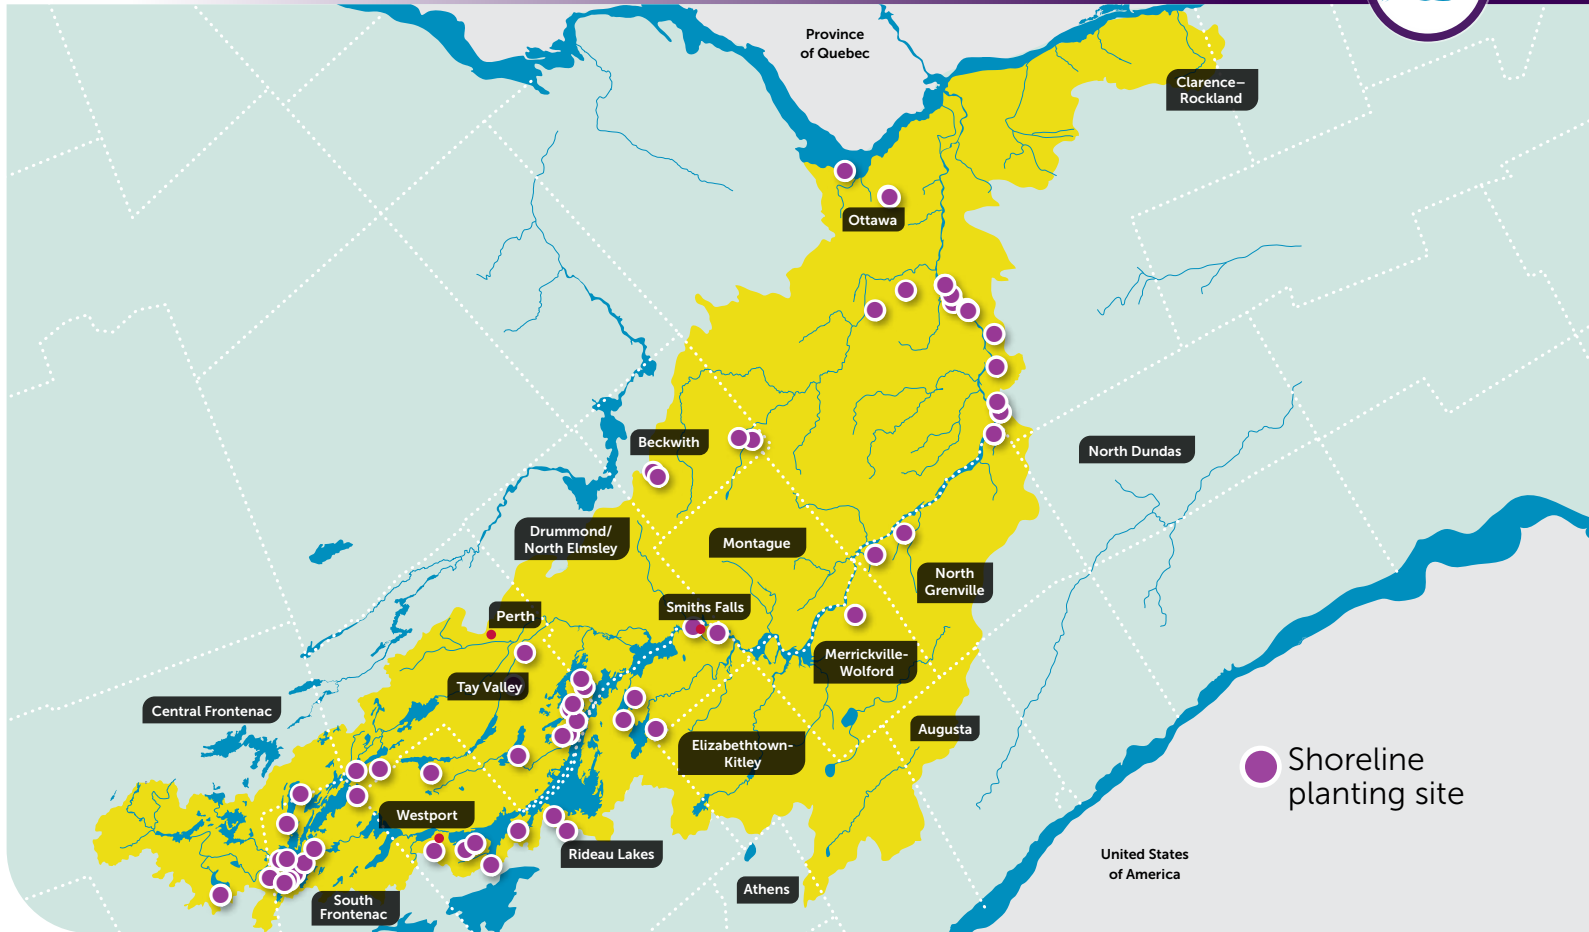 Province
of Quebec
Clarence–
Rockland
Ottawa
Beckwith
North Dundas
Drummond/
North Elmsley
Montague
North
Grenville
Perth
Smiths Falls
Merrickville-
Wolford
Tay Valley
Central Frontenac
Augusta
Elizabethtown-
Kitley
Shoreline
planting site
Westport
Rideau Lakes
United States
of America
Athens
South
Frontenac